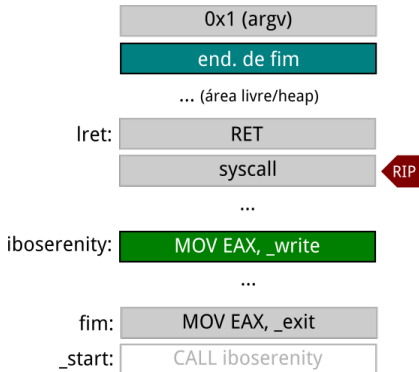 0x1 (argv)
end. de fim
... (área livre/heap)
lret: RET
syscall RIP
...
iboserenity: MOV EAX, _write
...
fim: MOV EAX, _exit
_start: CALL iboserenity